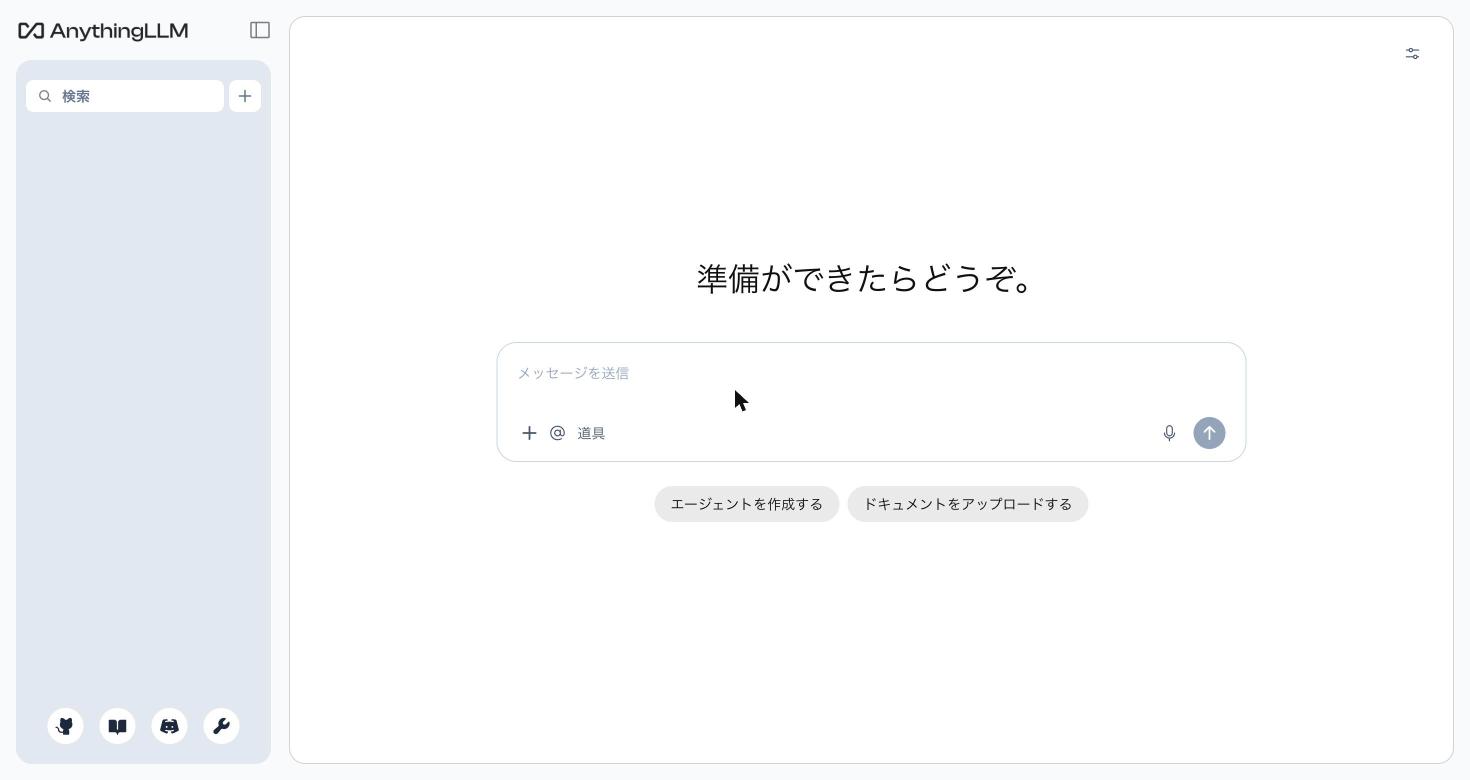 AnythingLLM
検索
準備ができたらどうぞ。
メッセージを送信
@ 道具
エージェントを作成する
ドキュメントをアップロードする